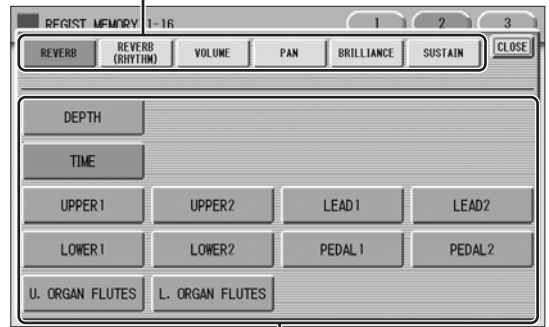 REGIST MEMORY 1-16 1 2 3
REVERB REVERB (RHYTHM) VOLUME PAN BRILLIANCE SUSTAIN CLOSE
DEPTH
TIME
UPPER1 UPPER2 LEAD1 LEAD2
LOWER1 LOWER2 PEDAL1 PEDAL2
U. ORGAN FLUTES L. ORGAN FLUTES